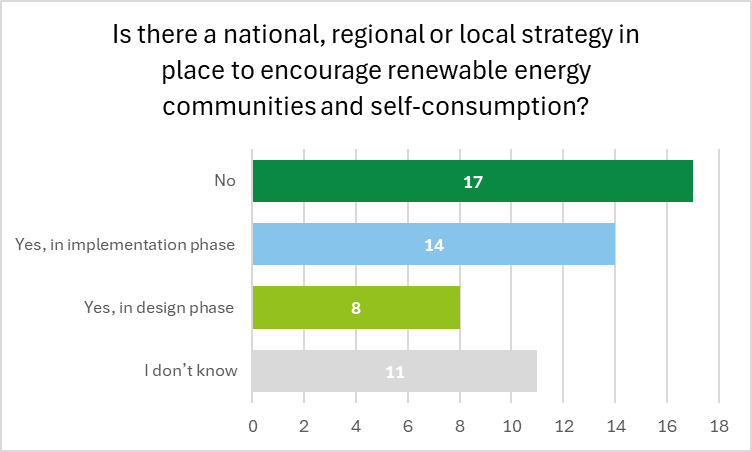 Is there a national, regional or local strategy in
place to encourage renewable energy
communities and self-consumption?
No
17
Yes, in implementation phase
14
Yes, in design phase
8
I don’t know
11
0 2 4 6 8 10 12 14 16 18